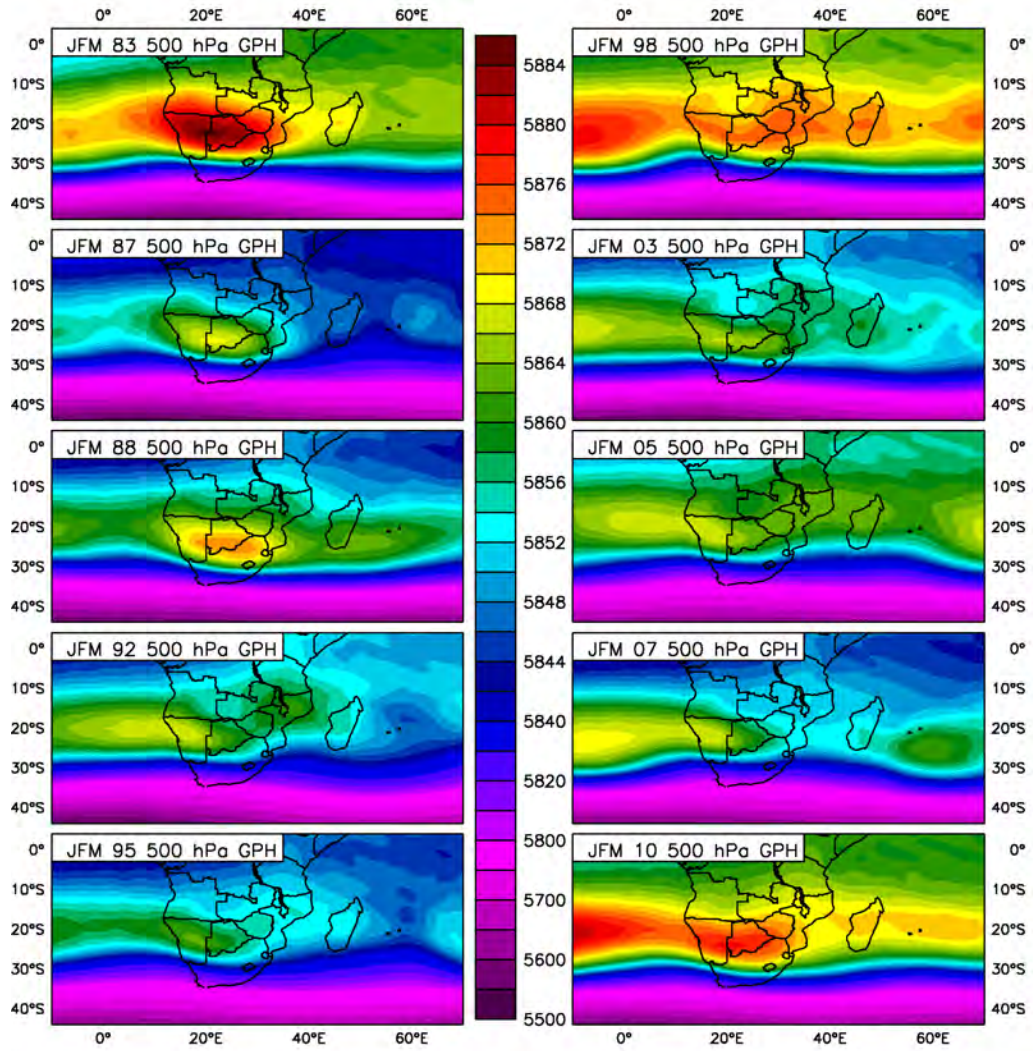 JFM 83 500 hPa GPH
0°
10°S
20°S
30°S
40°S
JFM 87 500 hPa GPH
0°
10°S
20°S
30°S
40°S
JFM 88 500 hPa GPH
0°
10°S
20°S
30°S
40°S
JFM 92 500 hPa GPH
0°
10°S
20°S
30°S
40°S
JFM 95 500 hPa GPH
0°
10°S
20°S
30°S
40°S
0° 20°E 40°E 60°E
0° 20°E 40°E 60°E
5884
5880
5876
5872
5868
5864
5860
5856
5852
5848
5844
5840
5820
5800
5700
5600
5500
0° 20°E 40°E 60°E
JFM 98 500 hPa GPH
0°
10°S
20°S
30°S
40°S
JFM 03 500 hPa GPH
0°
10°S
20°S
30°S
40°S
JFM 05 500 hPa GPH
0°
10°S
20°S
30°S
40°S
JFM 07 500 hPa GPH
0°
10°S
20°S
30°S
40°S
JFM 10 500 hPa GPH
0°
10°S
20°S
30°S
40°S
0° 20°E 40°E 60°E